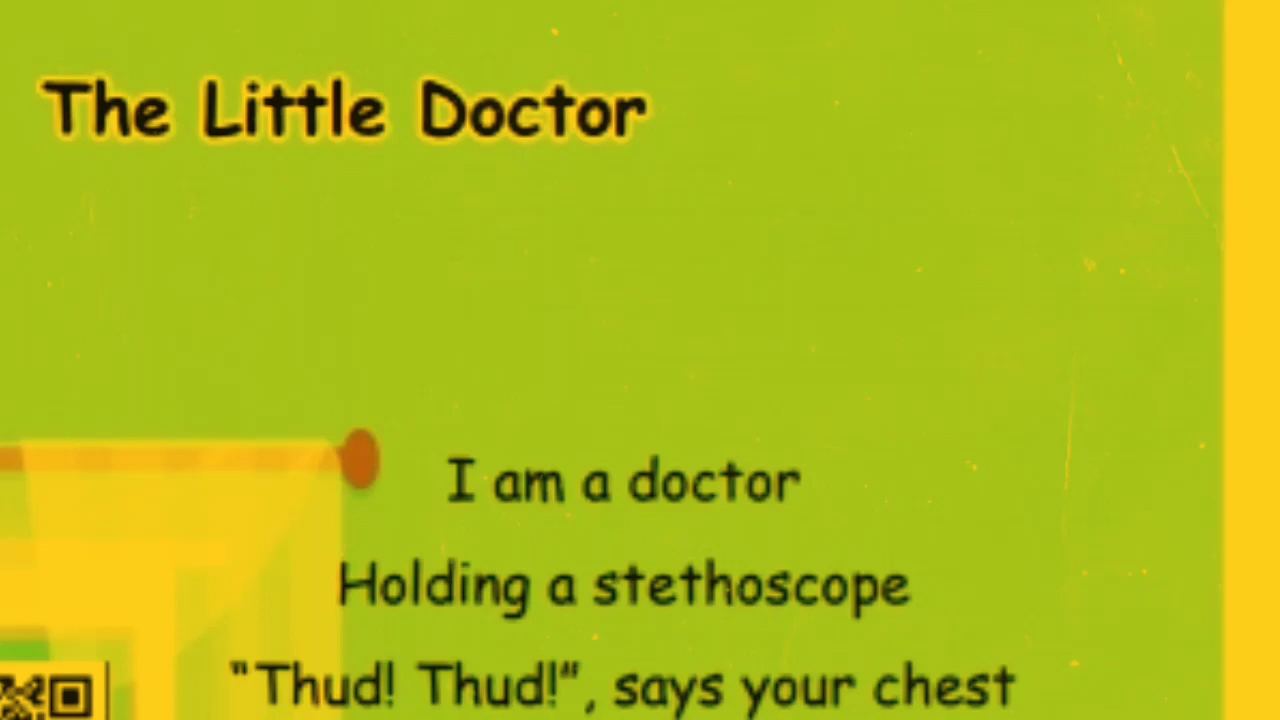 The Little Doctor
I am a doctor
Holding a stethoscope
“Thud! Thud!”, says your chest